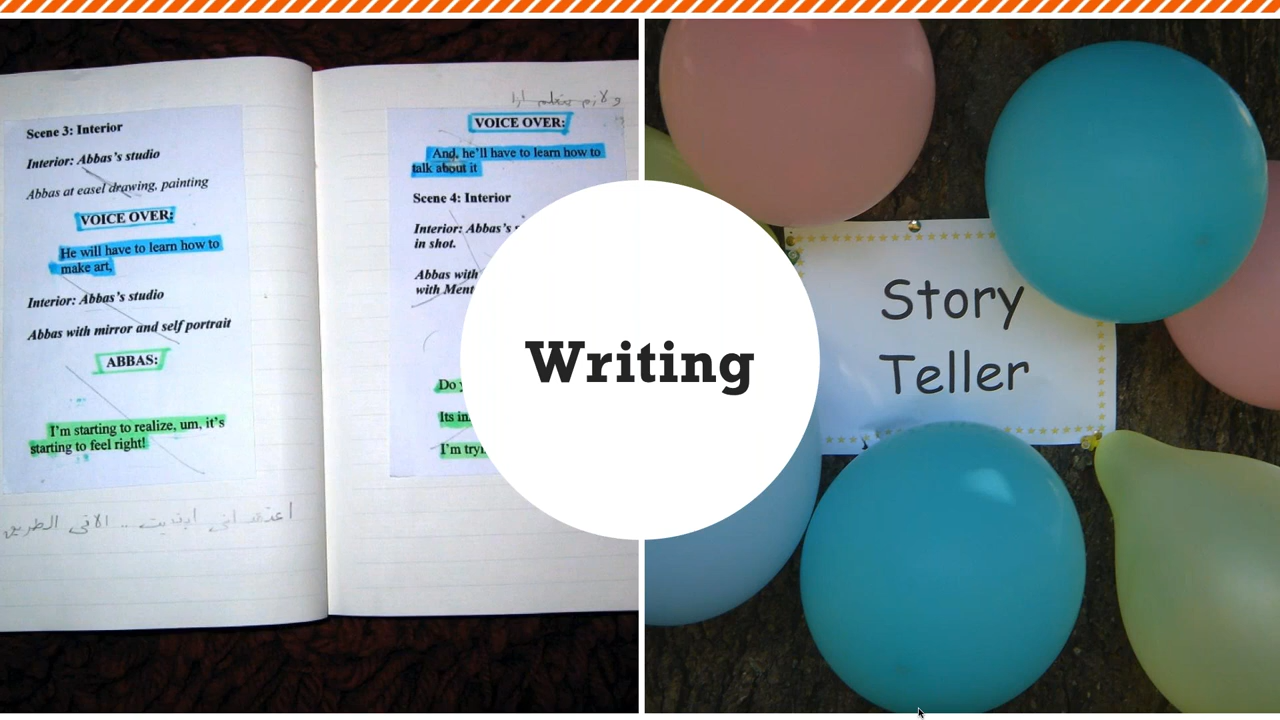 Scene 3: Interior
Interior: Abbas's studio
Abbas at easel drawing, painting
VOICE OVER:
He will have to learn how to
make art,
Interior: Abbas's studio
Abbas with mirror and self portrait
ABBAS:
I'm starting to realize, um, it's
starting to feel right!
الطريق
و لازم
VOICE OVER:
And, he'll have to learn how to
talk about it
Scene 4: Interior
Interior: Abbas's
in shot.
Abbas with
with Ment
Do
Its in
I'm
Writing
Story
Teller